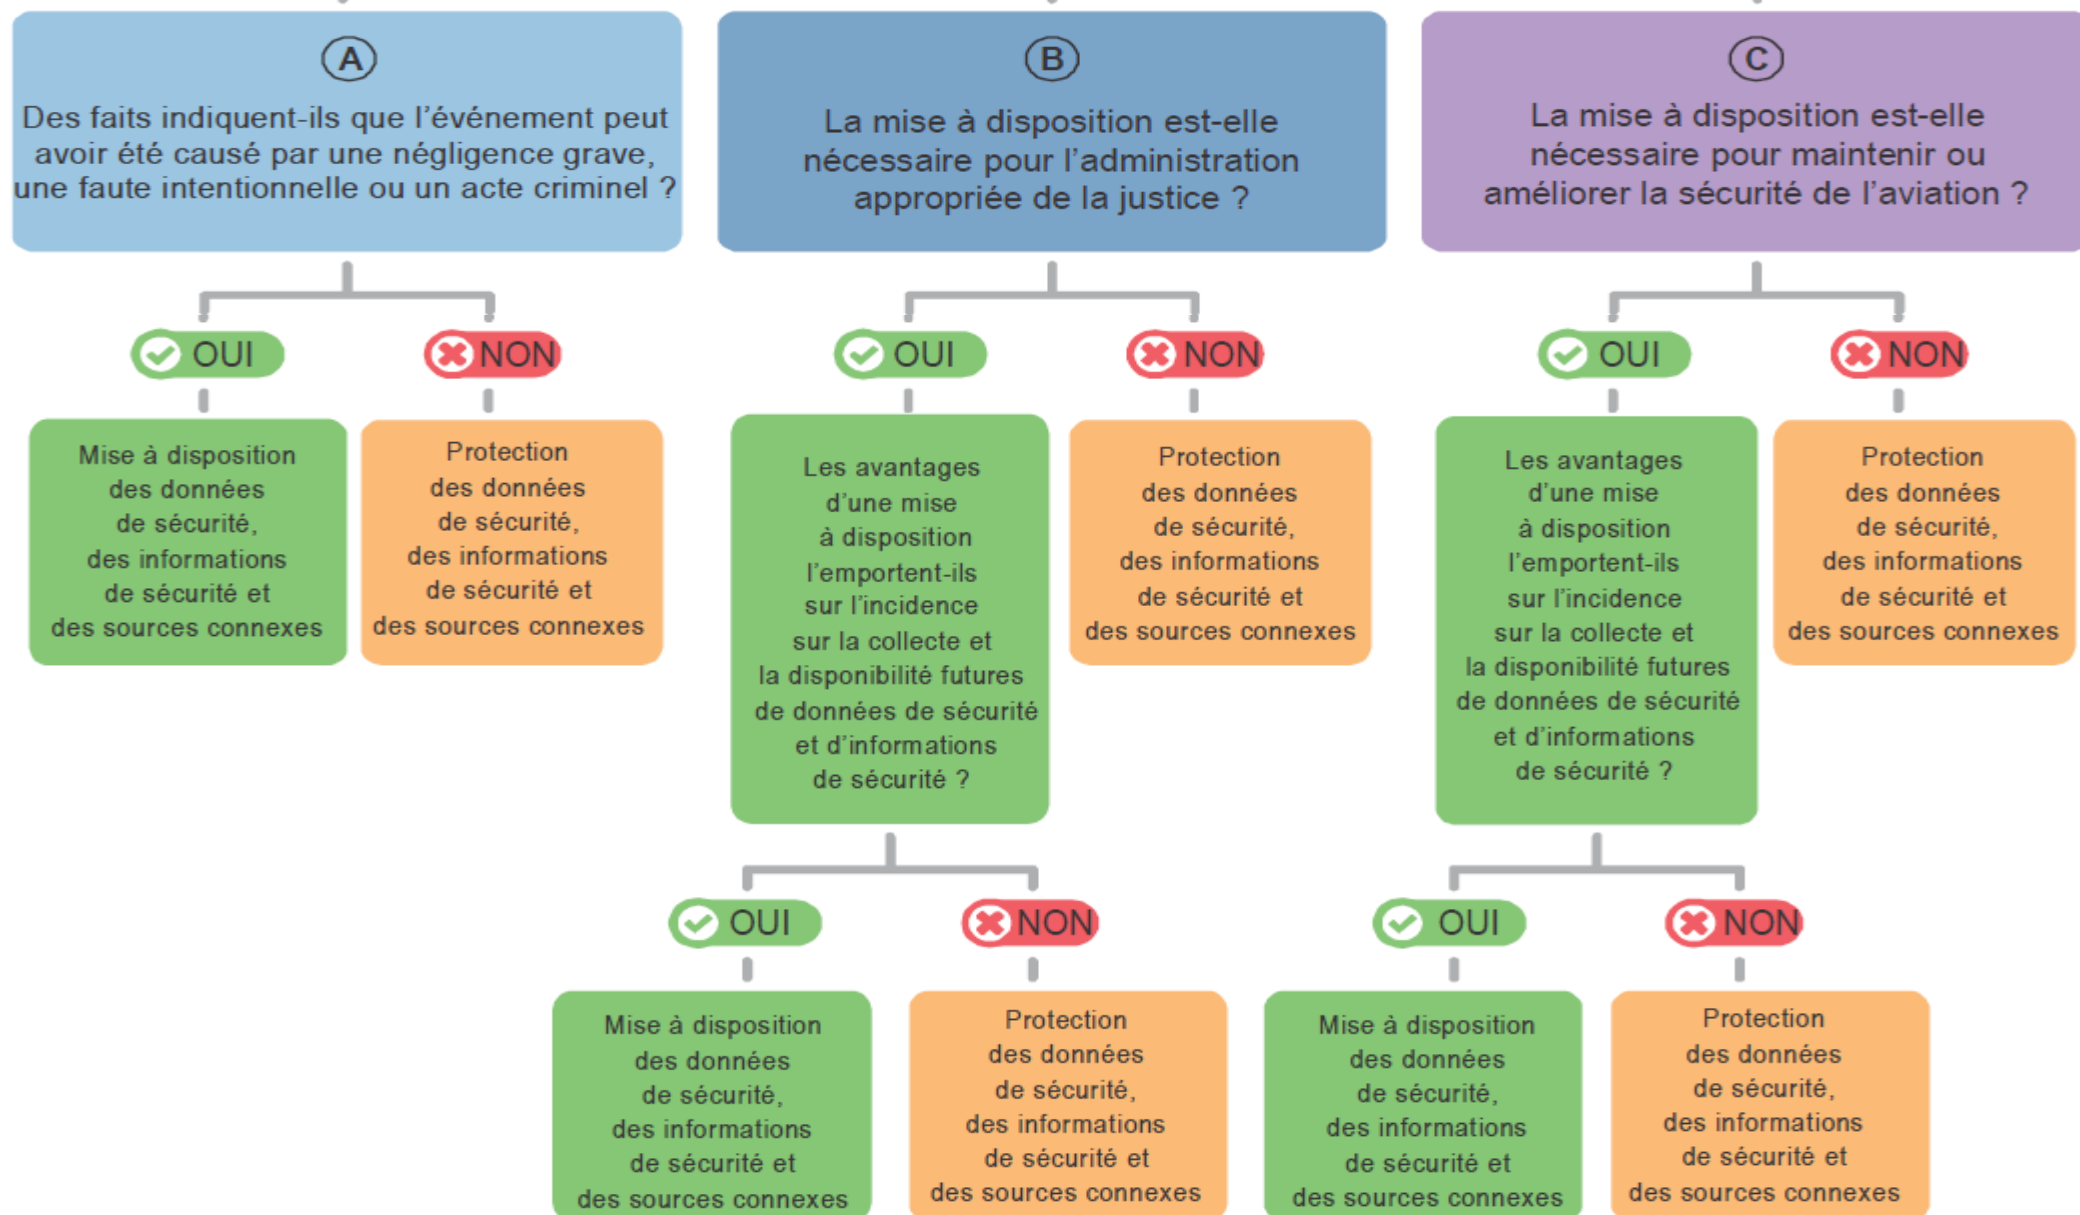 A
Des faits indiquent-ils que l'événement peut
avoir été causé par une négligence grave,
une faute intentionnelle ou un acte criminel ?
OUI
NON
Mise à disposition
des données
de sécurité,
des informations
de sécurité et
des sources connexes
Protection
des données
de sécurité,
des informations
de sécurité et
des sources connexes
B
La mise à disposition est-elle
nécessaire pour l'administration
appropriée de la justice ?
OUI
NON
Les avantages
d'une mise
à disposition
l'emportent-ils
sur l'incidence
sur la collecte et
la disponibilité futures
de données de sécurité
et d'informations
de sécurité ?
Protection
des données
de sécurité,
des informations
de sécurité et
des sources connexes
OUI
NON
Mise à disposition
des données
de sécurité,
des informations
de sécurité et
des sources connexes
Protection
des données
de sécurité,
des informations
de sécurité et
des sources connexes
C
La mise à disposition est-elle
nécessaire pour maintenir ou
améliorer la sécurité de l'aviation ?
OUI
NON
Les avantages
d'une mise
à disposition
l'emportent-ils
sur l'incidence
sur la collecte et
la disponibilité futures
de données de sécurité
et d'informations
de sécurité ?
Protection
des données
de sécurité,
des informations
de sécurité et
des sources connexes
OUI
NON
Mise à disposition
des données
de sécurité,
des informations
de sécurité et
des sources connexes
Protection
des données
de sécurité,
des informations
de sécurité et
des sources connexes